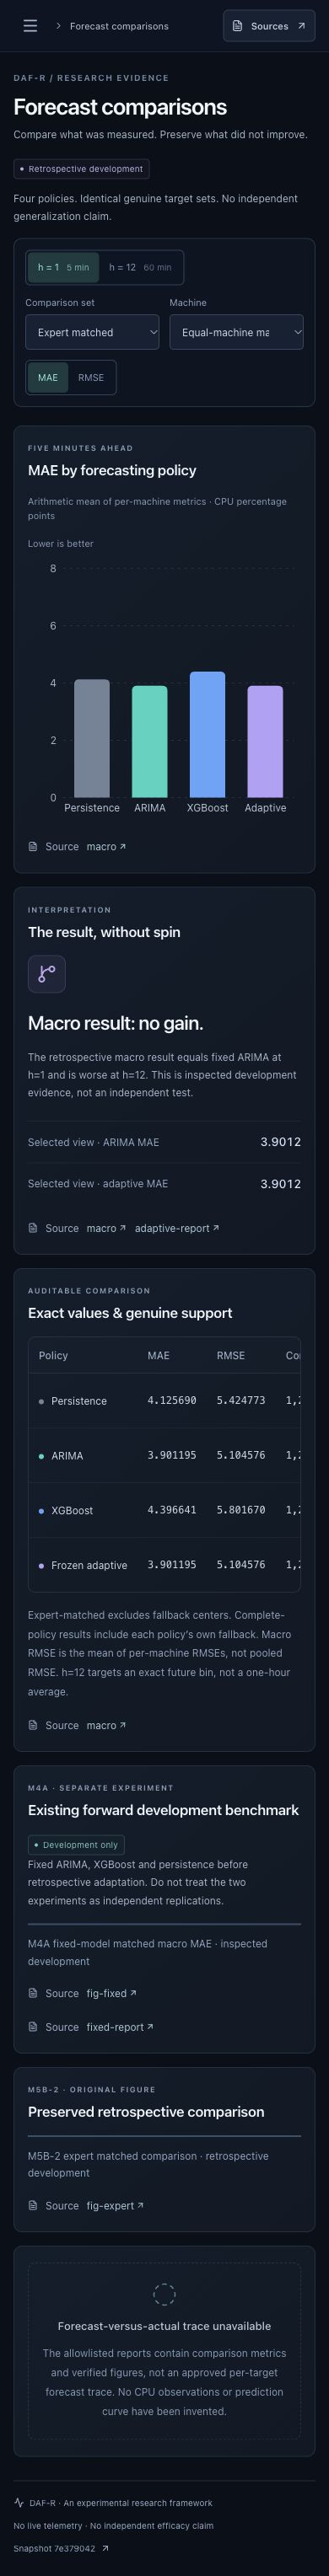 Forecast comparisons
Sources
DAF-R / RESEARCH EVIDENCE
Forecast comparisons
Compare what was measured. Preserve what did not improve.
Retrospective development
Four policies. Identical genuine target sets. No independent
generalization claim.
h = 1 5 min h = 12 60 min
Comparison set Machine
Expert matched Equal-machine ma
MAE RMSE
FIVE MINUTES AHEAD
MAE by forecasting policy
Arithmetic mean of per-machine metrics · CPU percentage
points
Lower is better
8
6
4
2
0
Persistence ARIMA XGBoost Adaptive
Source macro
INTERPRETATION
The result, without spin
Macro result: no gain.
The retrospective macro result equals fixed ARIMA at
h=1 and is worse at h=12. This is inspected development
evidence, not an independent test.
Selected view · ARIMA MAE 3.9012
Selected view · adaptive MAE 3.9012
Source macro adaptive-report
AUDITABLE COMPARISON
Exact values & genuine support
Policy MAE RMSE Co
Persistence 4.125690 5.424773 1,2
ARIMA 3.901195 5.104576 1,2
XGBoost 4.396641 5.801670 1,2
Frozen adaptive 3.901195 5.104576 1,2
Expert-matched excludes fallback centers. Complete-
policy results include each policy's own fallback. Macro
RMSE is the mean of per-machine RMSEs, not pooled
RMSE. h=12 targets an exact future bin, not a one-hour
average.
Source macro
M4A · SEPARATE EXPERIMENT
Existing forward development benchmark
Development only
Fixed ARIMA, XGBoost and persistence before
retrospective adaptation. Do not treat the two
experiments as independent replications.
M4A fixed-model matched macro MAE · inspected
development
Source fig-fixed
Source fixed-report
M5B-2 · ORIGINAL FIGURE
Preserved retrospective comparison
M5B-2 expert matched comparison · retrospective
development
Source fig-expert
Forecast-versus-actual trace unavailable
The allowlisted reports contain comparison metrics
and verified figures, not an approved per-target
forecast trace. No CPU observations or prediction
curve have been invented.
DAF-R · An experimental research framework
No live telemetry · No independent efficacy claim
Snapshot 7e379042